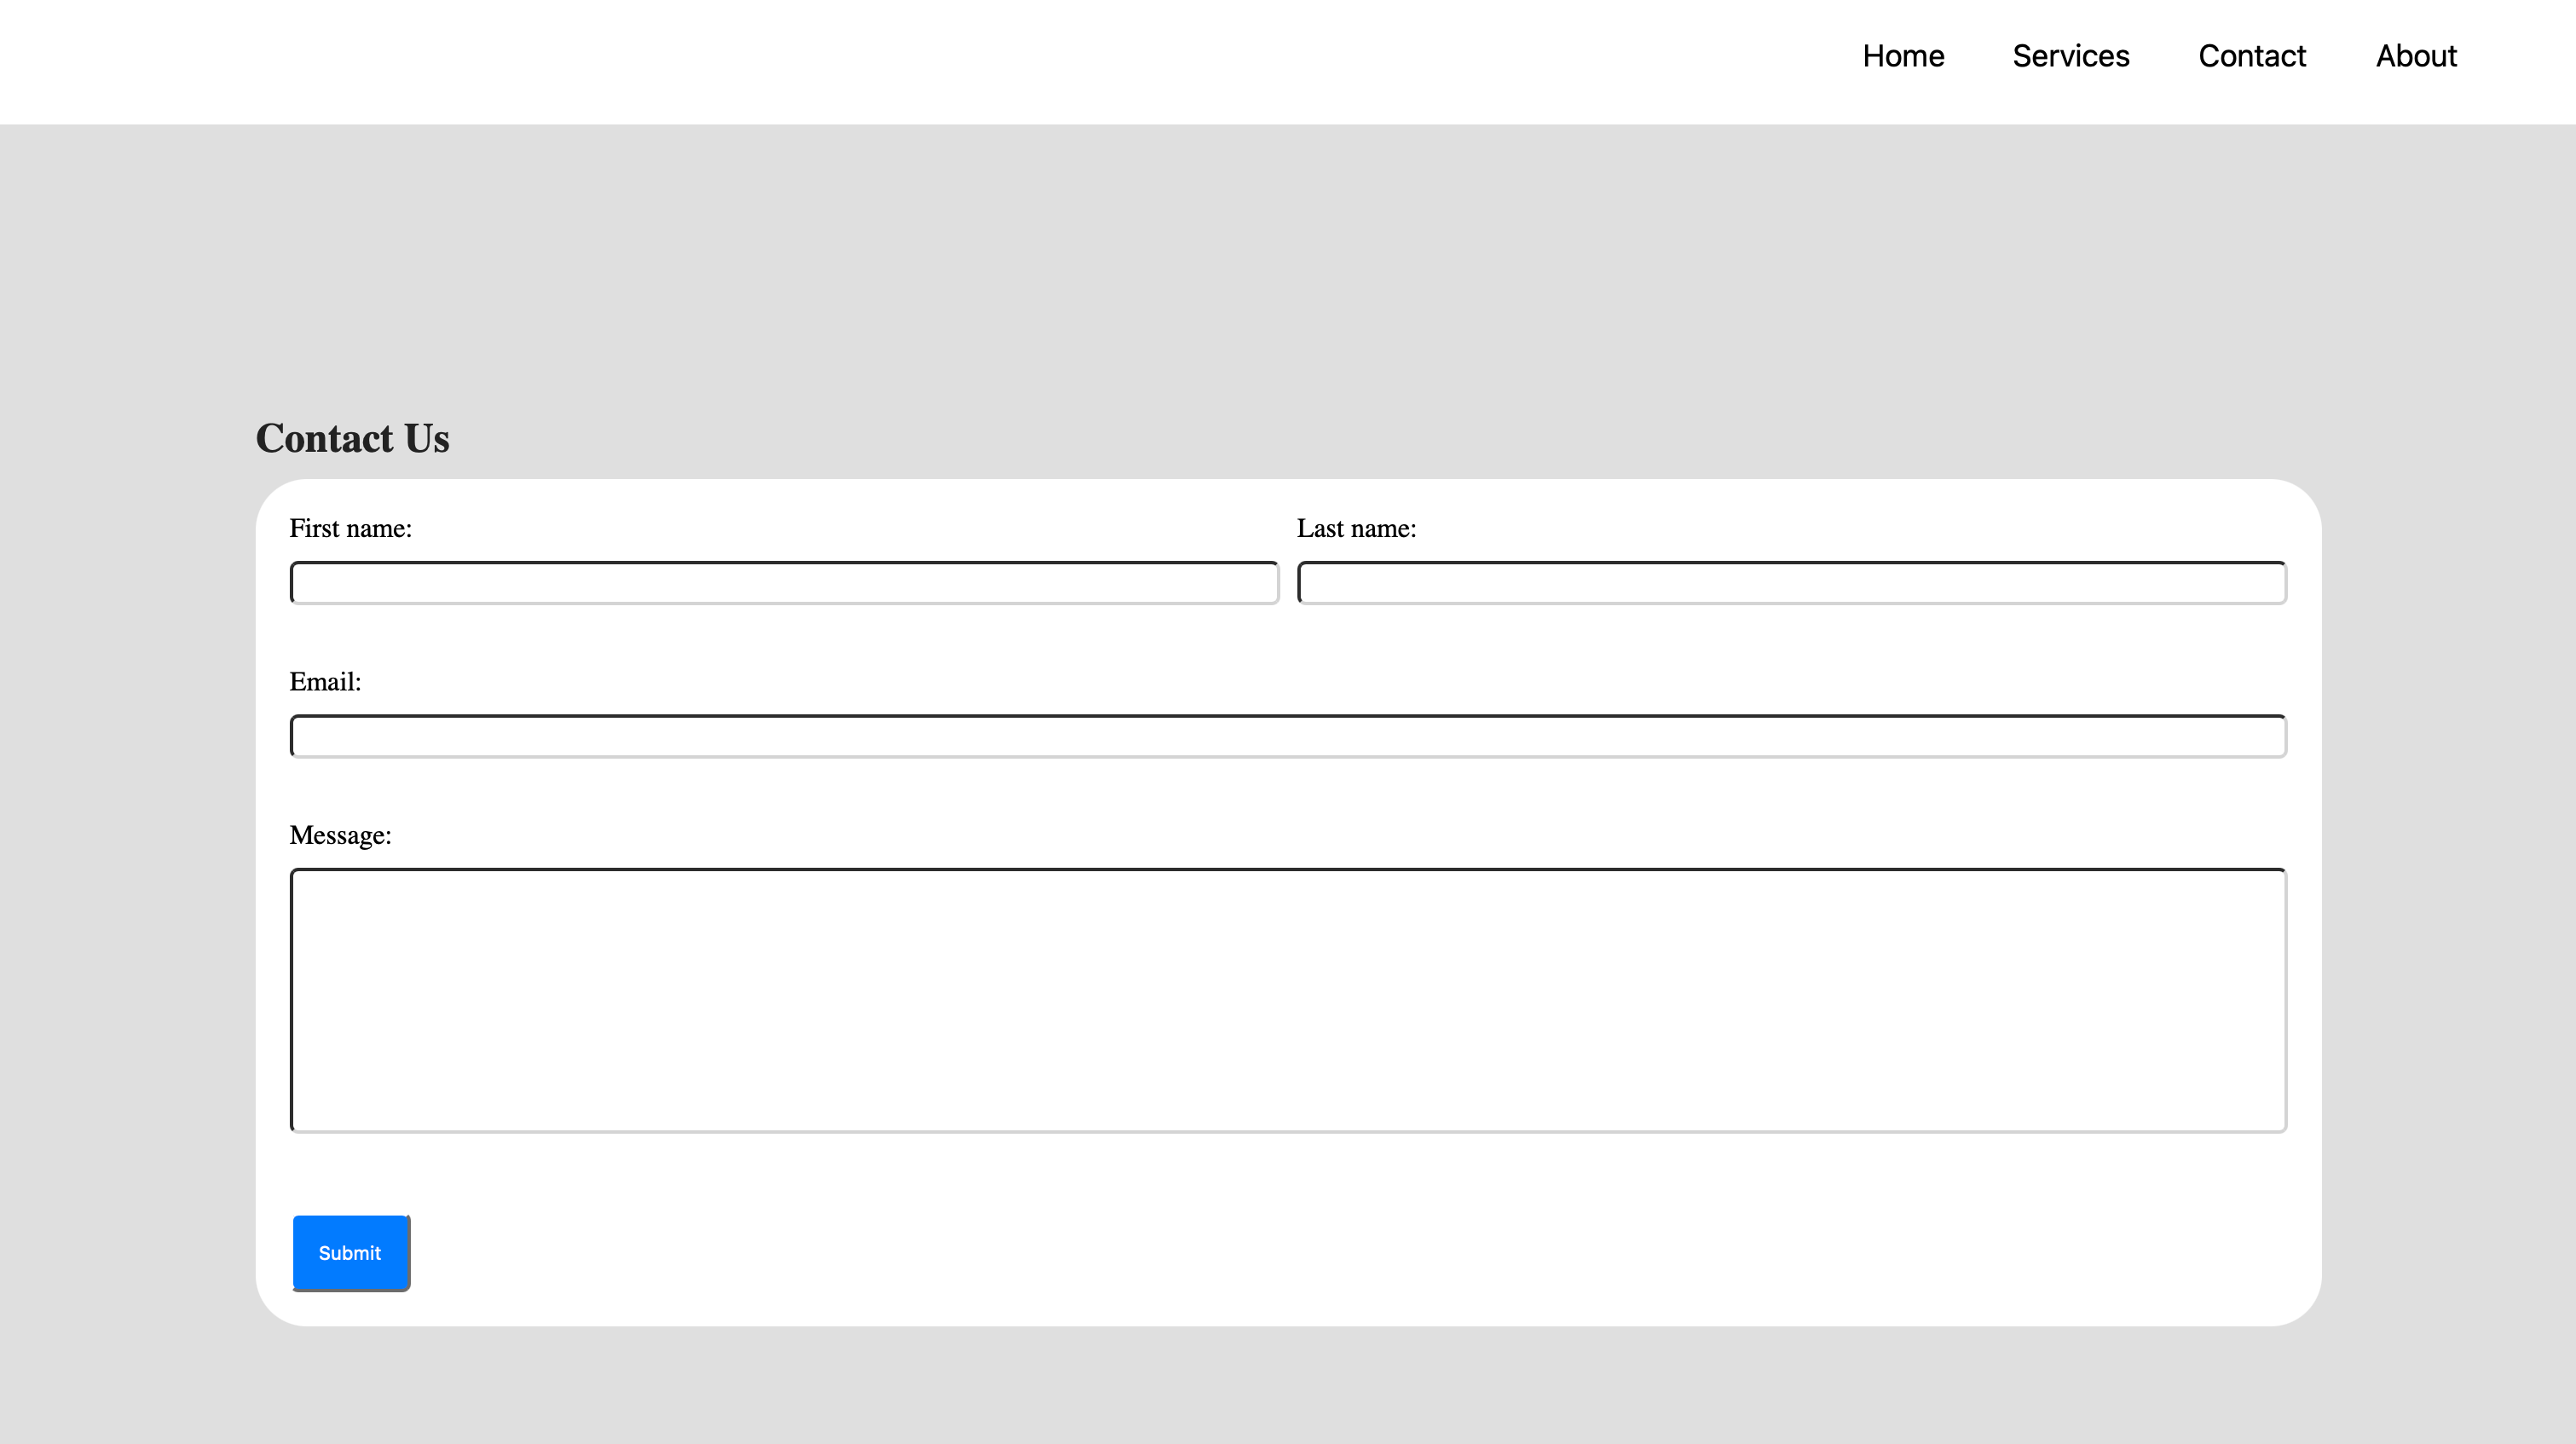 Home Services Contact About
Contact Us
First name: Last name:
Email:
Message:
Submit